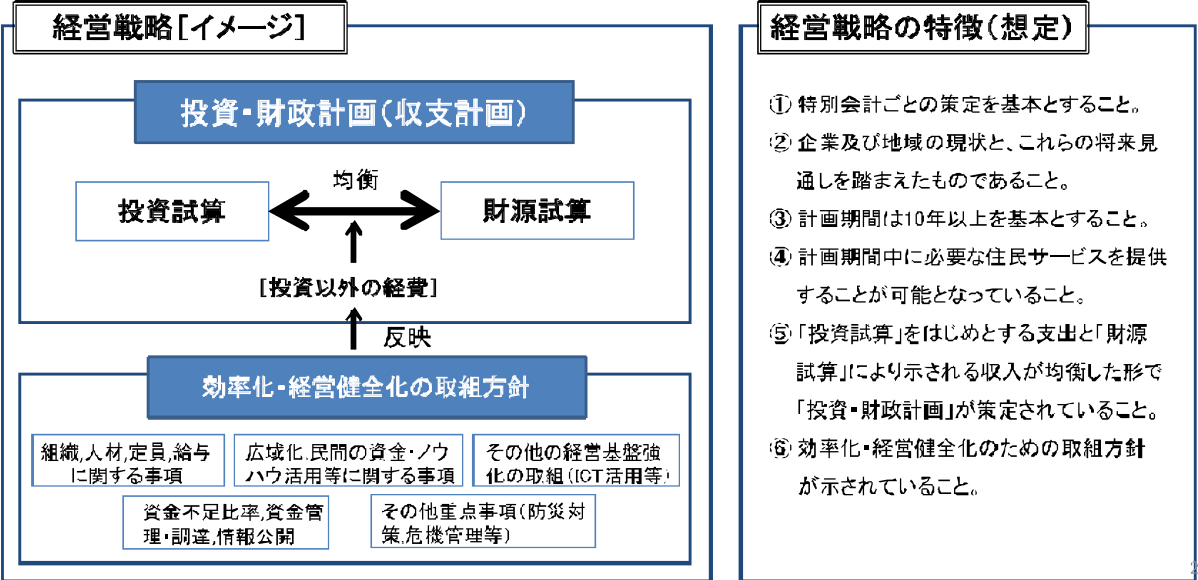 経営戦略[イメージ]
投資・財政計画(収支計画)
均衡
投資試算
財源試算
[投資以外の経費]
反映
効率化・経営健全化の取組方針
組織,人材,定員,給与
に関する事項
広域化,民間の資金・ノウ
ハウ活用等に関する事項
その他の経営基盤強
化の取組(ICT活用等)
資金不足比率,資金管
理・調達,情報公開
その他重点事項(防災対
策,危機管理等)
経営戦略の特徴(想定)
① 特別会計ごとの策定を基本とすること。
② 企業及び地域の現状と、これらの将来見
通しを踏まえたものであること。
③ 計画期間は10年以上を基本とすること。
④ 計画期間中に必要な住民サービスを提供
することが可能となっていること。
⑤ 「投資試算」をはじめとする支出と「財源
試算」により示される収入が均衡した形で
「投資・財政計画」が策定されていること。
⑥ 効率化・経営健全化のための取組方針
が示されていること。
2